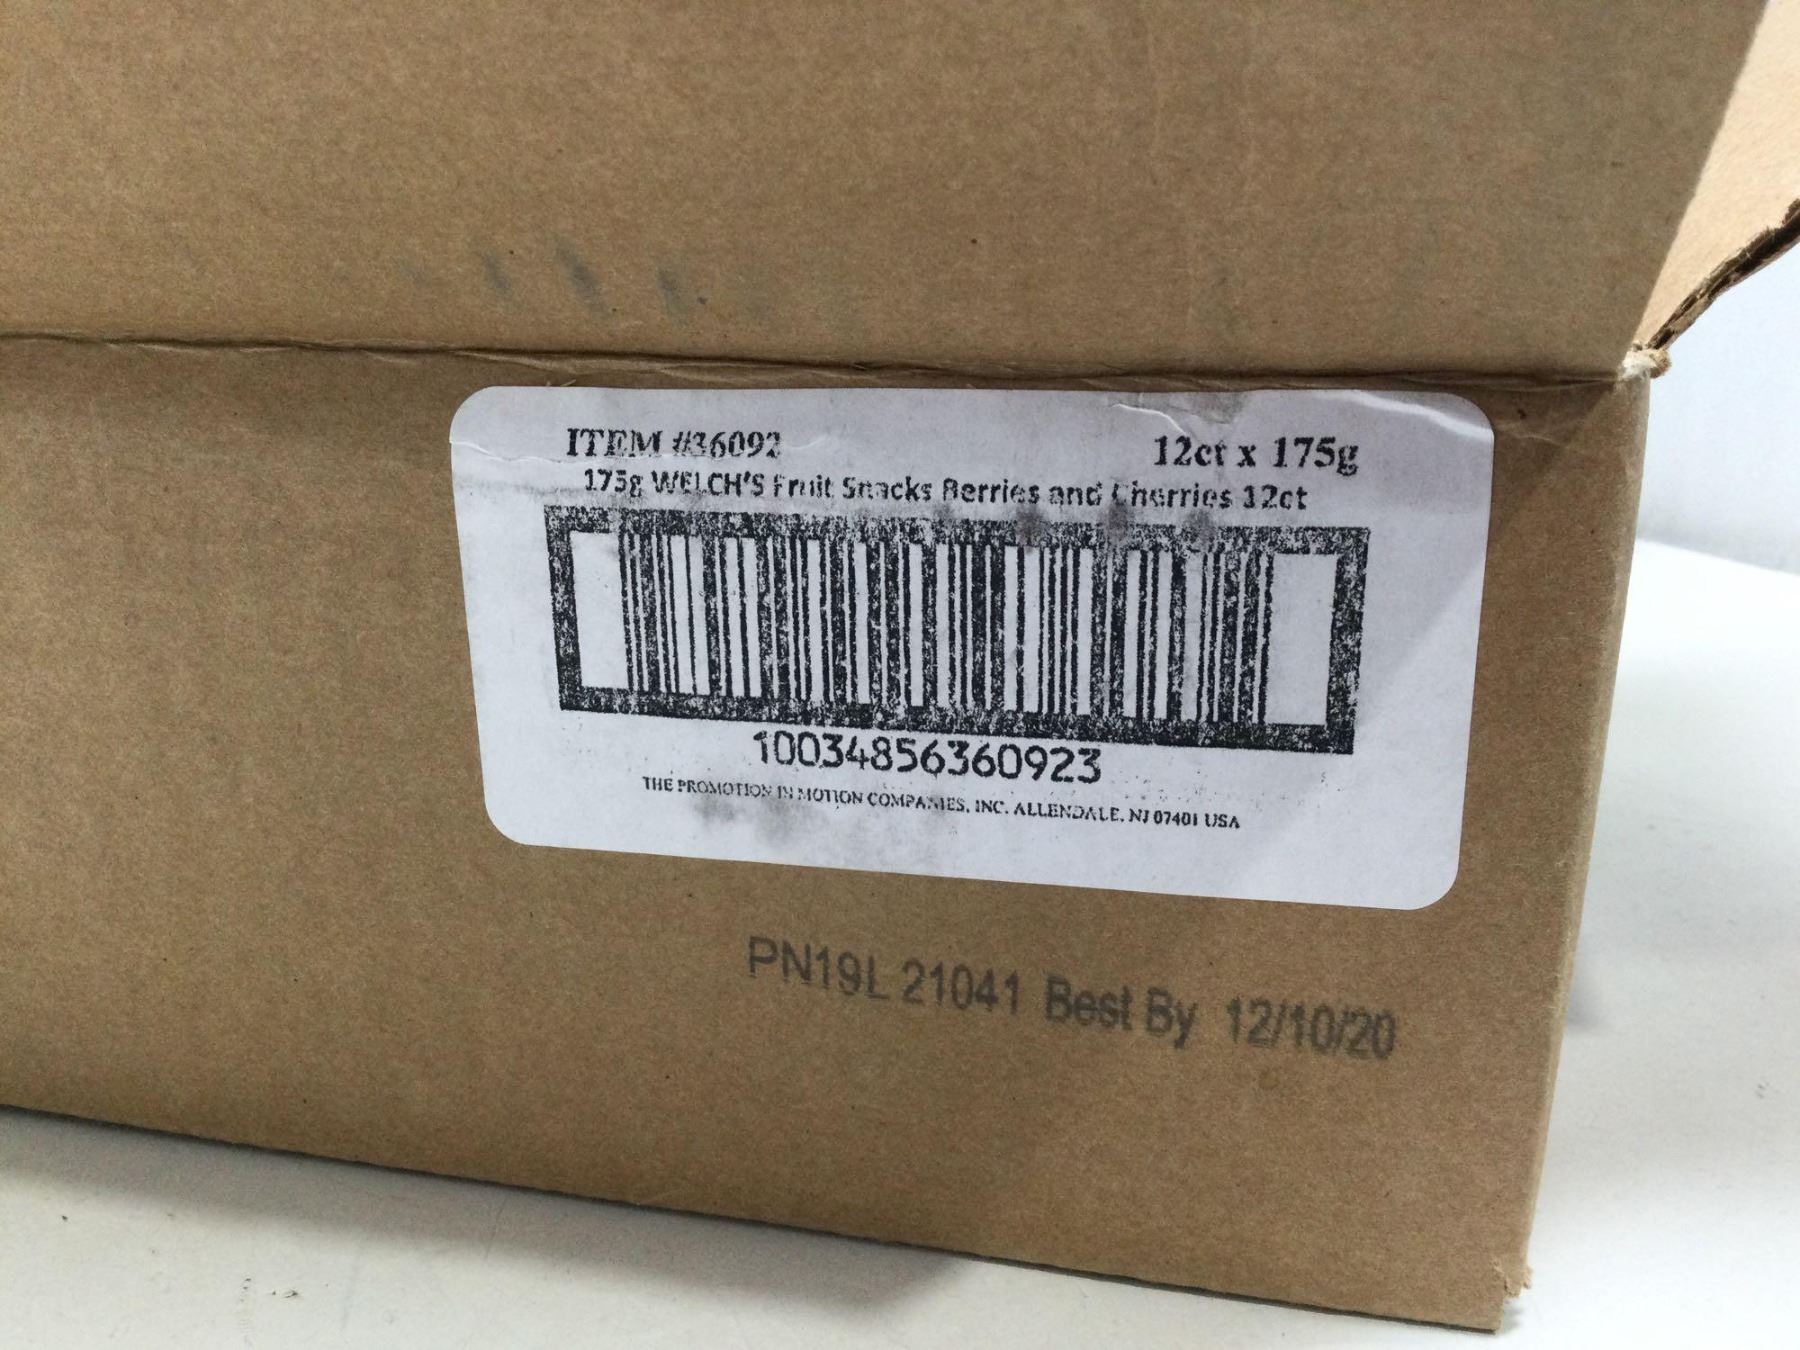 ITEM #36092
12ct x 175g
175g WELCH'S Fruit Snacks Berries and Cherries 12ct
10034856360923
THE PROMOTION IN MOTION COMPANIES, INC. ALLENDALE, NJ 07401 USA
PN19L 21041 Best By 12/10/20